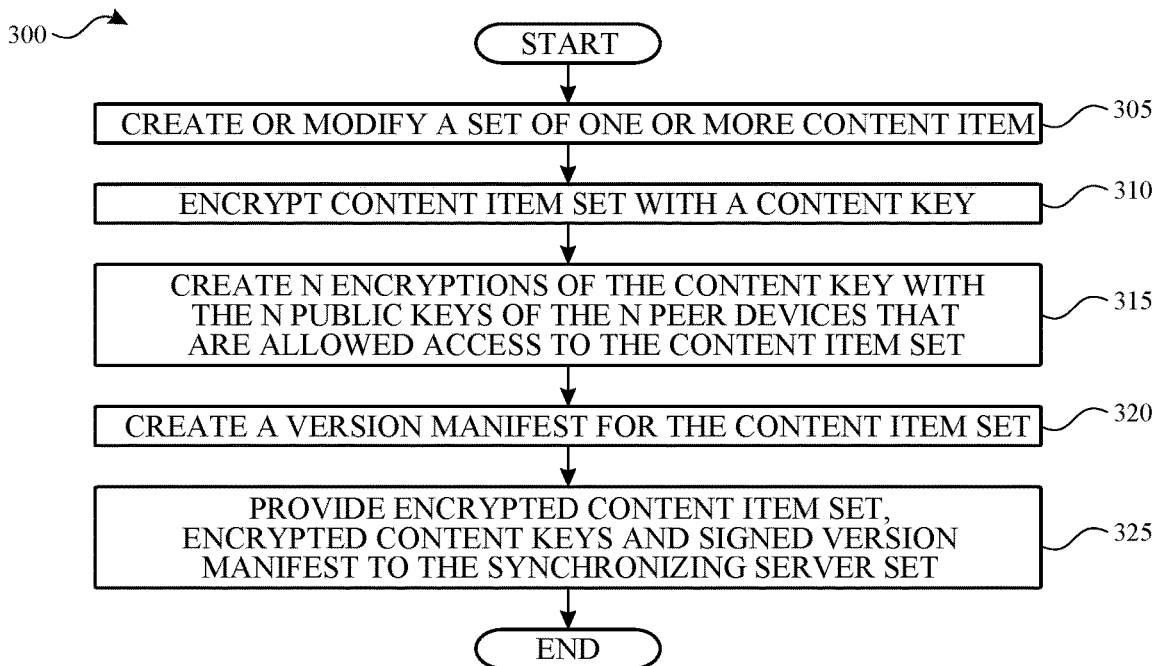 300
START
CREATE OR MODIFY A SET OF ONE OR MORE CONTENT ITEM
305
ENCRYPT CONTENT ITEM SET WITH A CONTENT KEY
310
CREATE N ENCRYPTIONS OF THE CONTENT KEY WITH
THE N PUBLIC KEYS OF THE N PEER DEVICES THAT
ARE ALLOWED ACCESS TO THE CONTENT ITEM SET
315
CREATE A VERSION MANIFEST FOR THE CONTENT ITEM SET
320
PROVIDE ENCRYPTED CONTENT ITEM SET,
ENCRYPTED CONTENT KEYS AND SIGNED VERSION
MANIFEST TO THE SYNCHRONIZING SERVER SET
325
END